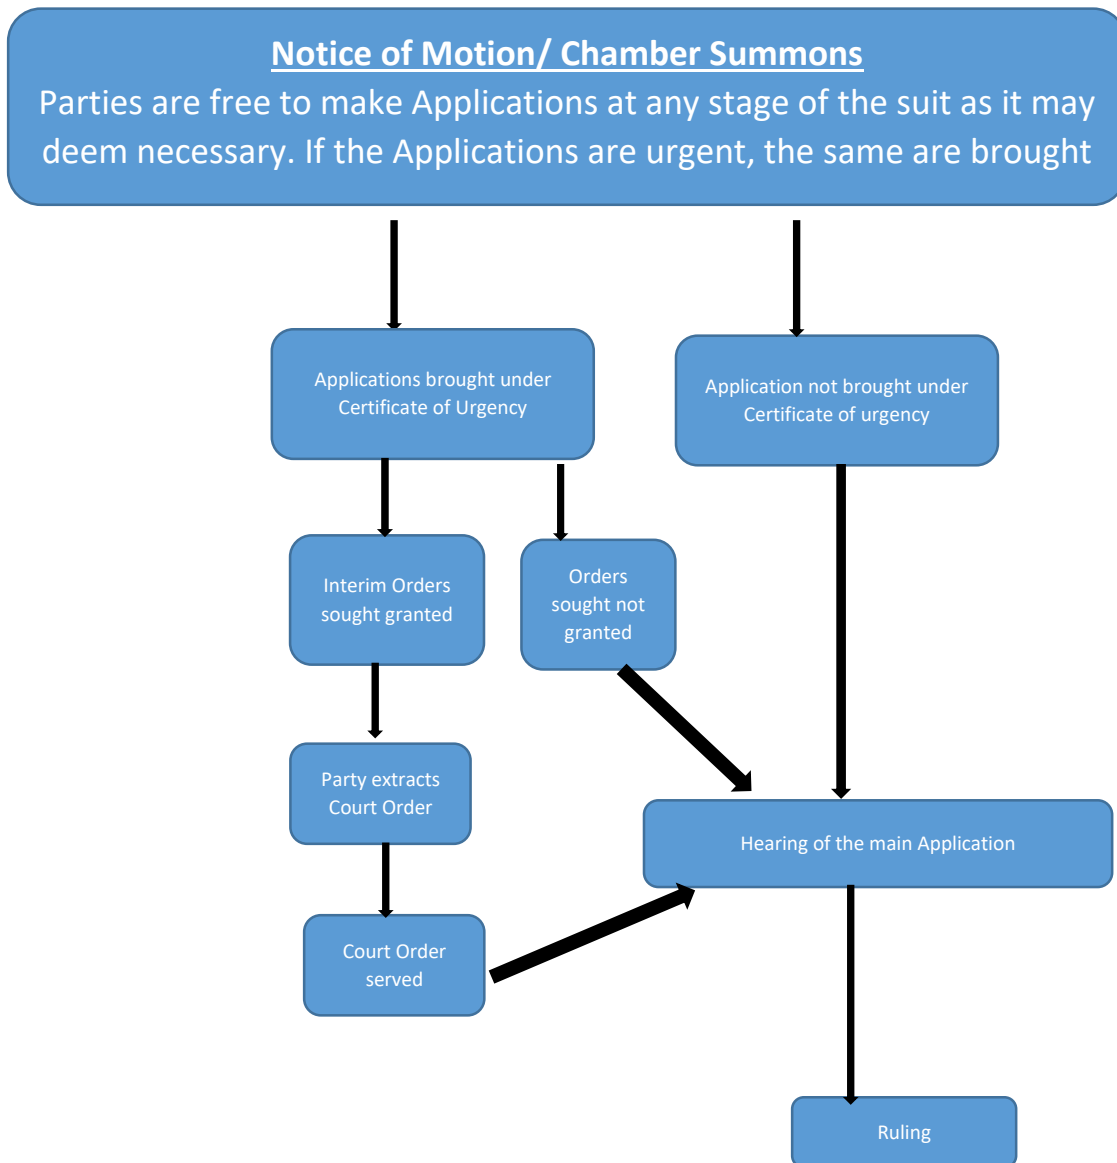 Notice of Motion/ Chamber Summons
Parties are free to make Applications at any stage of the suit as it may
deem necessary. If the Applications are urgent, the same are brought
Applications brought under
Certificate of Urgency
Application not brought under
Certificate of urgency
Interim Orders
sought granted
Orders
sought not
granted
Party extracts
Court Order
Hearing of the main Application
Court Order
served
Ruling